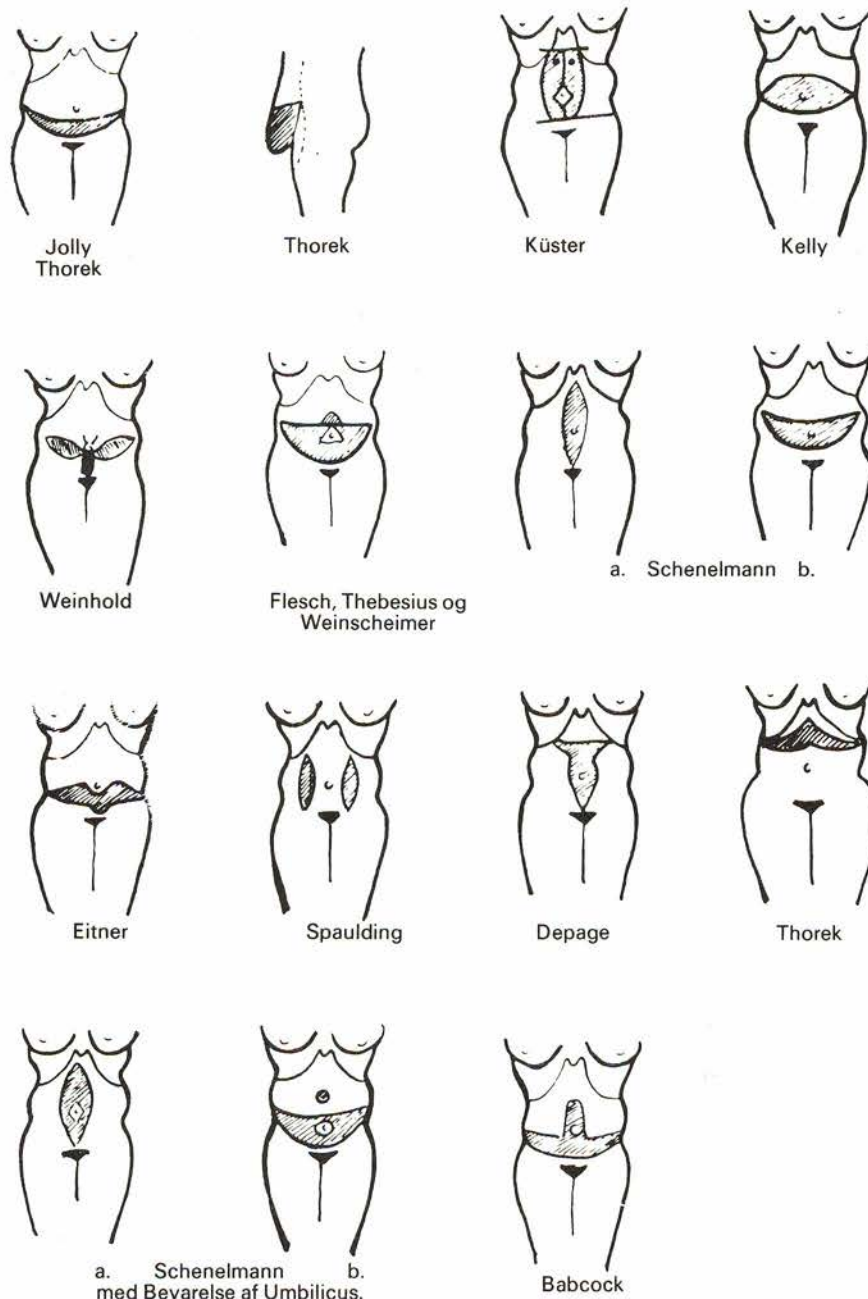 Jolly
Thorek
Thorek
Küster
Kelly
Weinhold
Flesch, Thebesius og
Weinscheimer
a. Schenelmann b.
Eitner
Spaulding
Depage
Thorek
a. Schenelmann b.
med Bevarelse af Umbilicus.
Babcock